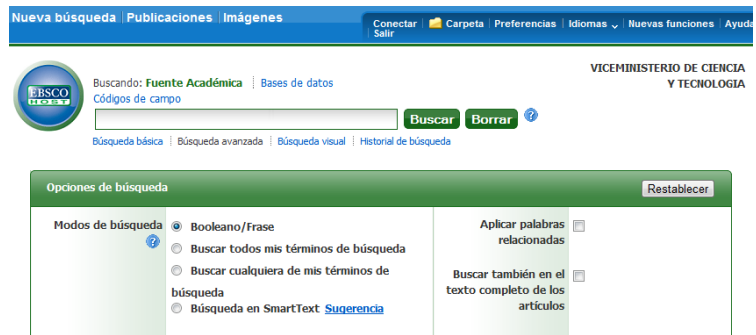 Nueva búsqueda Publicaciones Imágenes
Conectar Carpeta Preferencias Idiomas Nuevas funciones Ayuda
Salir
VICEMINISTERIO DE CIENCIA
Y TECNOLOGIA
EBSCO
HOST
Buscando: Fuente Académica Bases de datos
Códigos de campo
Buscar Borrar ?
Búsqueda básica Búsqueda avanzada Búsqueda visual Historial de búsqueda
Opciones de búsqueda Restablecer
Modos de búsqueda ?
Booleano/Frase
Buscar todos mis términos de búsqueda
Buscar cualquiera de mis términos de
búsqueda
Búsqueda en SmartText Sugerencia
Aplicar palabras
relacionadas
Buscar también en el
texto completo de los
artículos